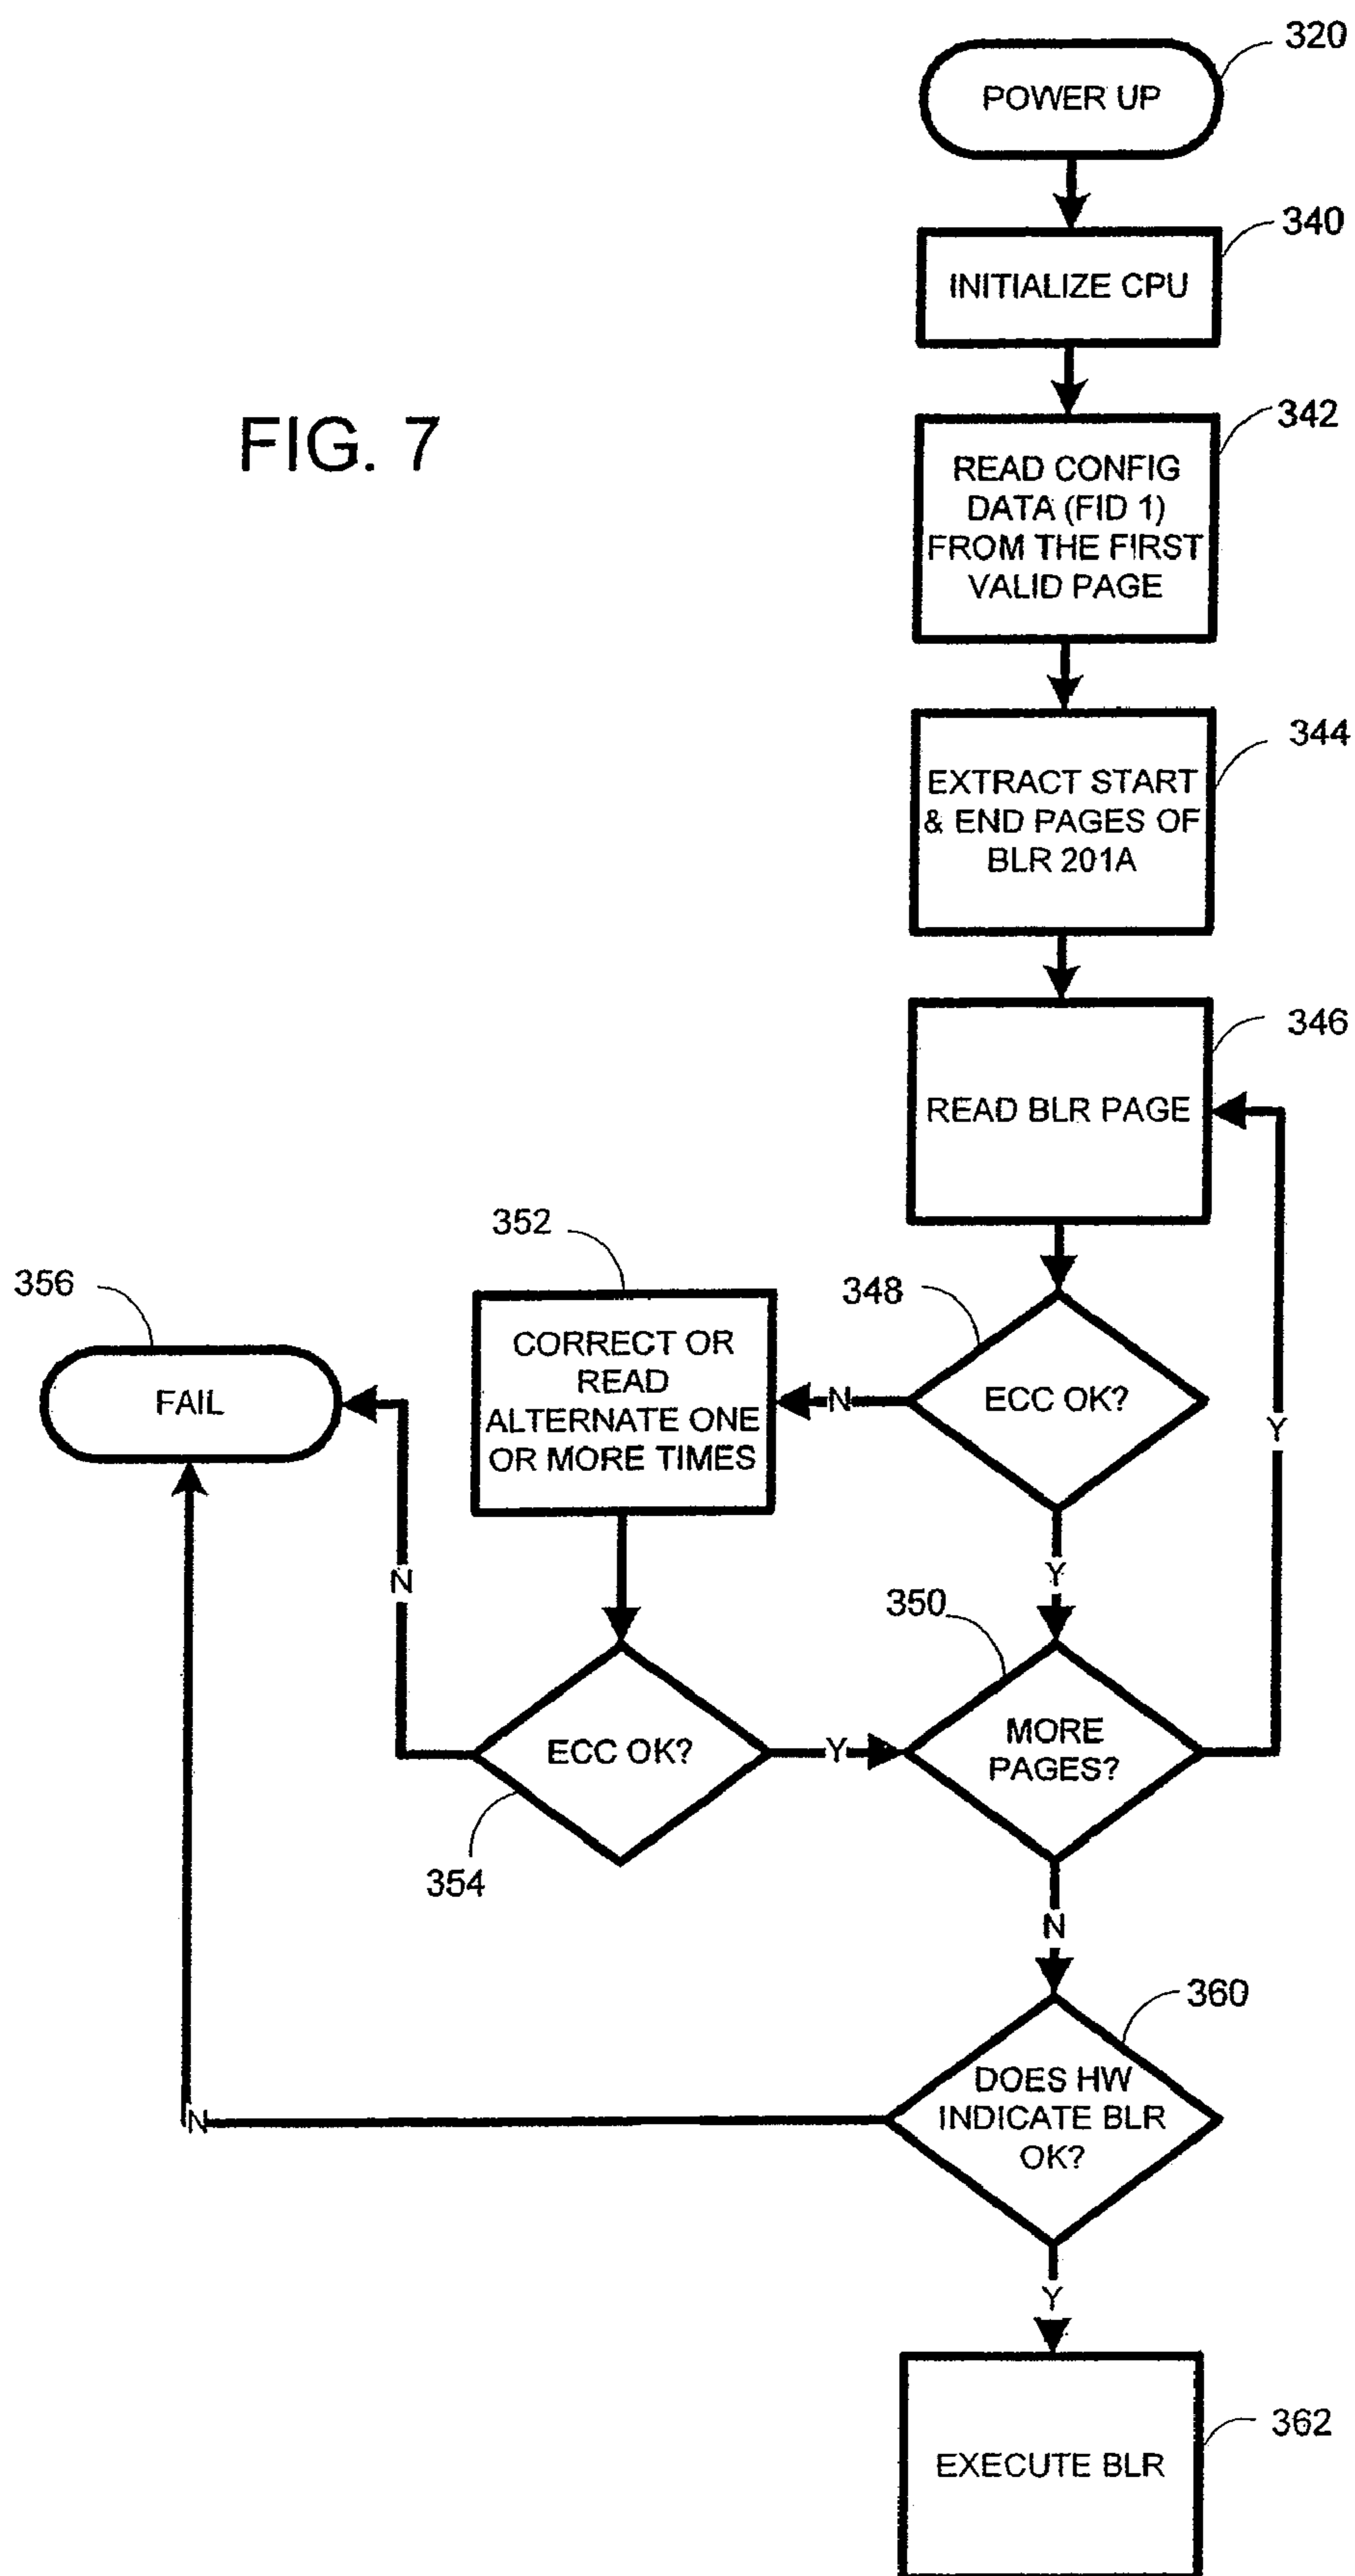 320
POWER UP
340
INITIALIZE CPU
FIG. 7
342
READ CONFIG
DATA (FID 1)
FROM THE FIRST
VALID PAGE
344
EXTRACT START
& END PAGES OF
BLR 201A
346
READ BLR PAGE
352
356
348
CORRECT OR
READ
ALTERNATE ONE
OR MORE TIMES
FAIL
N
ECC OK?
Y
N
Y
350
ECC OK?
Y
MORE
PAGES?
354
N
360
DOES HW
INDICATE BLR
OK?
N
Y
362
EXECUTE BLR